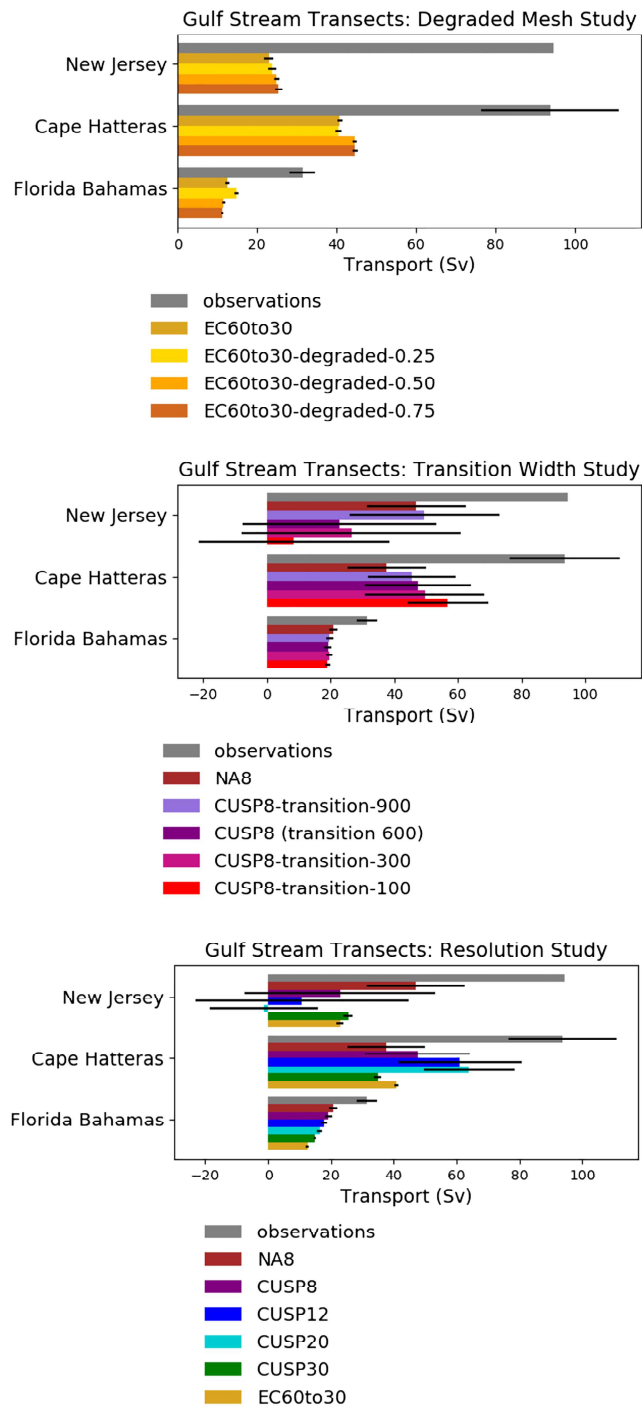 Gulf Stream Transects: Degraded Mesh Study
New Jersey
Cape Hatteras
Florida Bahamas
0 20 40 60 80 100
Transport (Sv)
observations
EC60to30
EC60to30-degraded-0.25
EC60to30-degraded-0.50
EC60to30-degraded-0.75
Gulf Stream Transects: Transition Width Study
New Jersey
Cape Hatteras
Florida Bahamas
−20 0 20 40 60 80 100
Transport (Sv)
observations
NA8
CUSP8-transition-900
CUSP8 (transition 600)
CUSP8-transition-300
CUSP8-transition-100
Gulf Stream Transects: Resolution Study
New Jersey
Cape Hatteras
Florida Bahamas
−20 0 20 40 60 80 100
Transport (Sv)
observations
NA8
CUSP8
CUSP12
CUSP20
CUSP30
EC60to30